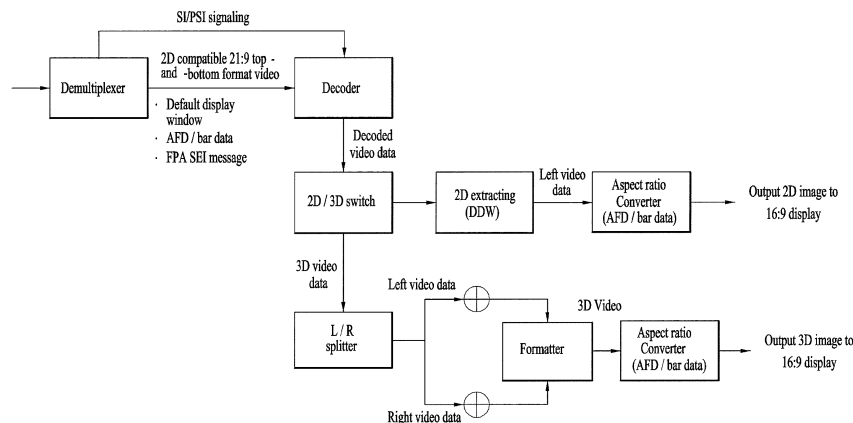 SI/PSI signaling
2D compatible 21:9 top -
and -bottom format video
Demultiplexer
Decoder
· Default display
window
· AFD / bar data
· FPA SEI message
Decoded
video data
2D / 3D switch
2D extracting
(DDW)
Left video
data
Aspect ratio
Converter
(AFD / bar data)
Output 2D image to
16:9 display
3D video
data
Left video data
3D Video
L / R
splitter
Formatter
Aspect ratio
Converter
(AFD / bar data)
Output 3D image to
16:9 display
Right video data